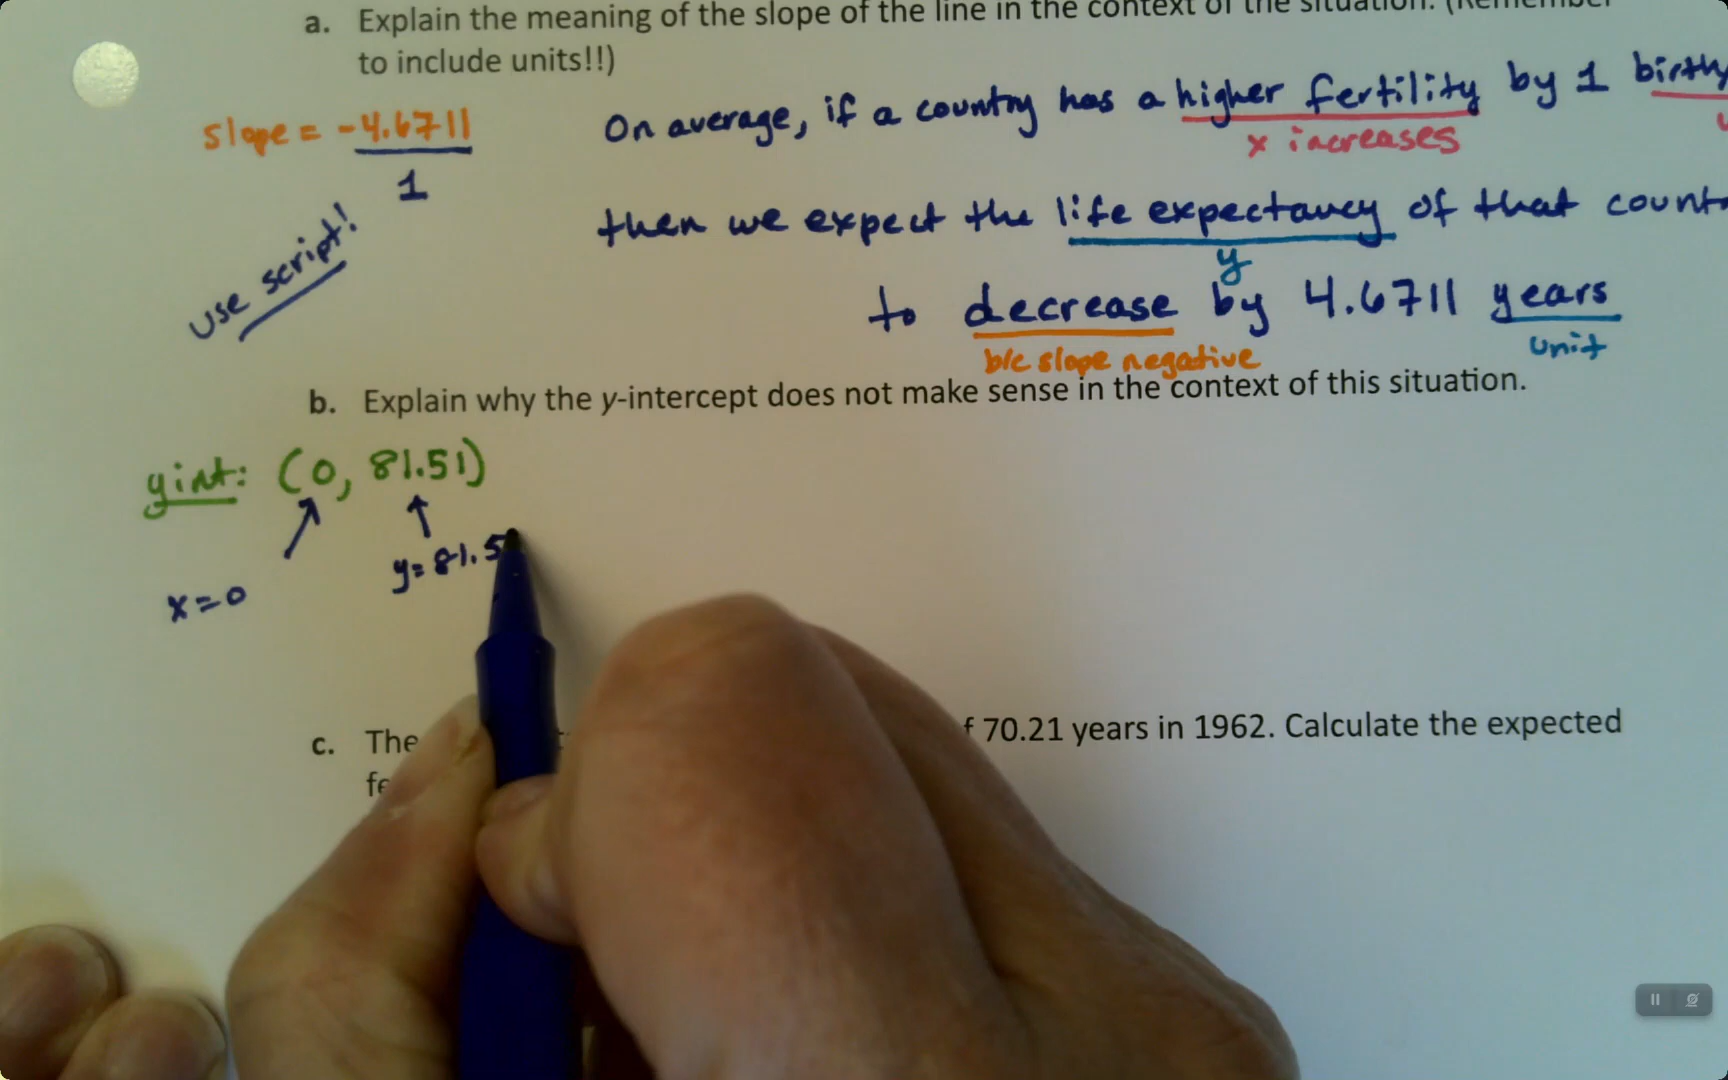 a. Explain the meaning of the slope of the line in the context of the situation. (Remember
to include units!!)
slope = -4.6711
1
use script!
On average, if a country has a higher fertility by 1
x increases
then we expect the life expectancy of that
y
to decrease by 4.6711 years
b/c slope negative
unit
b. Explain why the y-intercept does not make sense in the context of this situation.
yint: (0, 81.51)
x=0
y=81.5
c. The
70.21 years in 1962. Calculate the expected